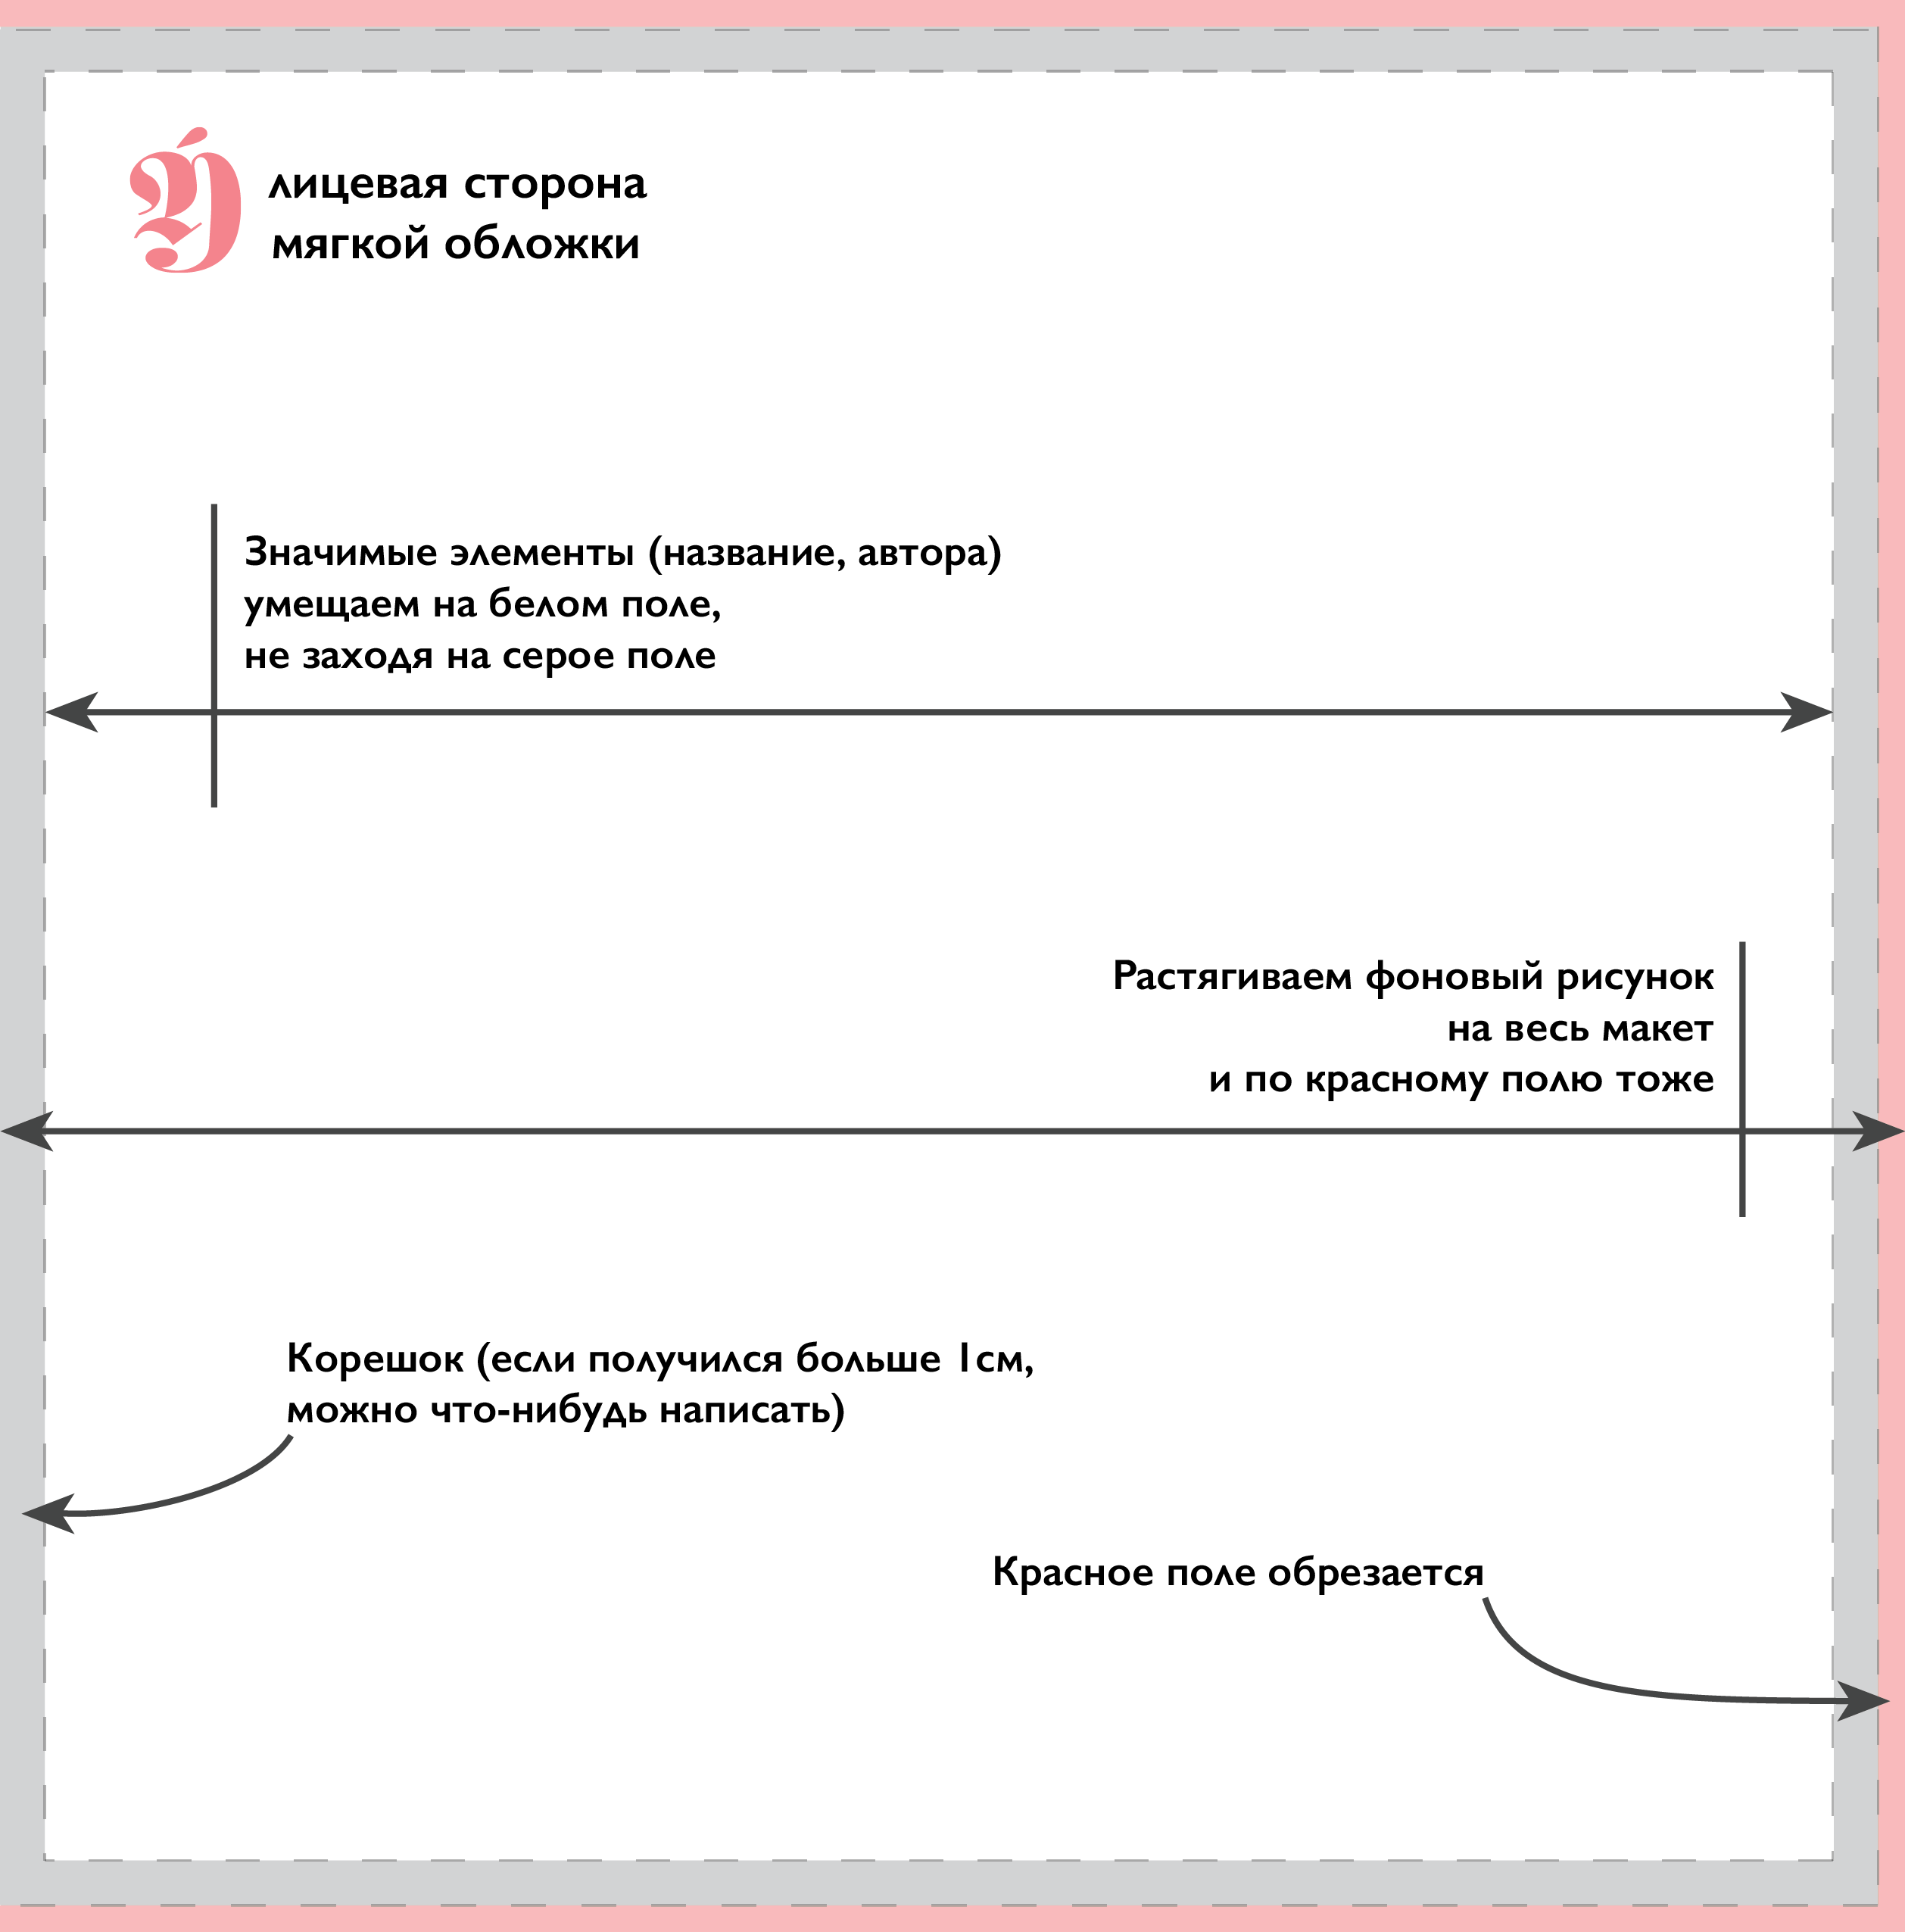 лицевая сторона
мягкой обложки
Значимые элементы (название, автора)
умещаем на белом поле,
не заходя на серое поле
Растягиваем фоновый рисунок
на весь макет
и по красному полю тоже
Корешок (если получился больше 1см,
можно что-нибудь написать)
Красное поле обрезается